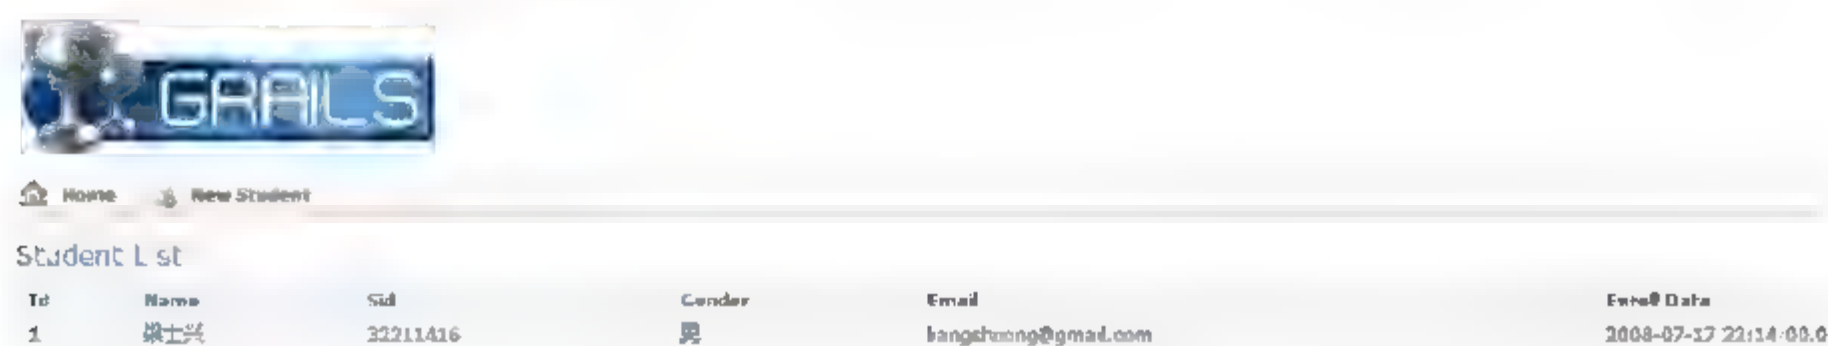 GRAILS
Home New Student
Student List
Id Name Sid Gender Email Enroll Date
1 32211416 男 2008-07-17 22:14:00.0